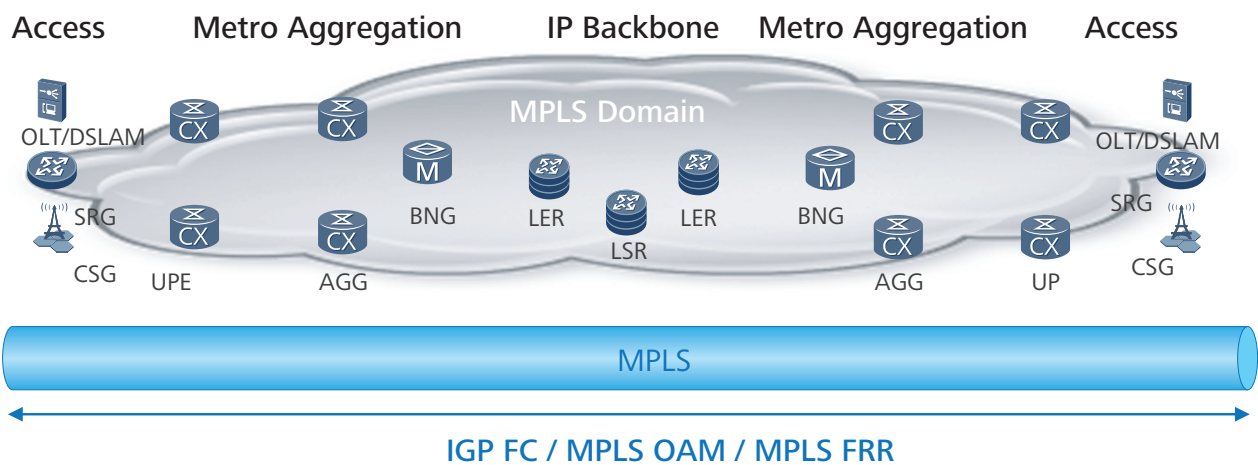 Access Metro Aggregation IP Backbone Metro Aggregation Access
MPLS Domain
CX CX CX CX
OLT/DSLAM OLT/DSLAM
M M
SRG BNG LER LER BNG SRG
CX CX CX CX
LSR
CSG UPE AGG AGG UP CSG
MPLS
IGP FC / MPLS OAM / MPLS FRR